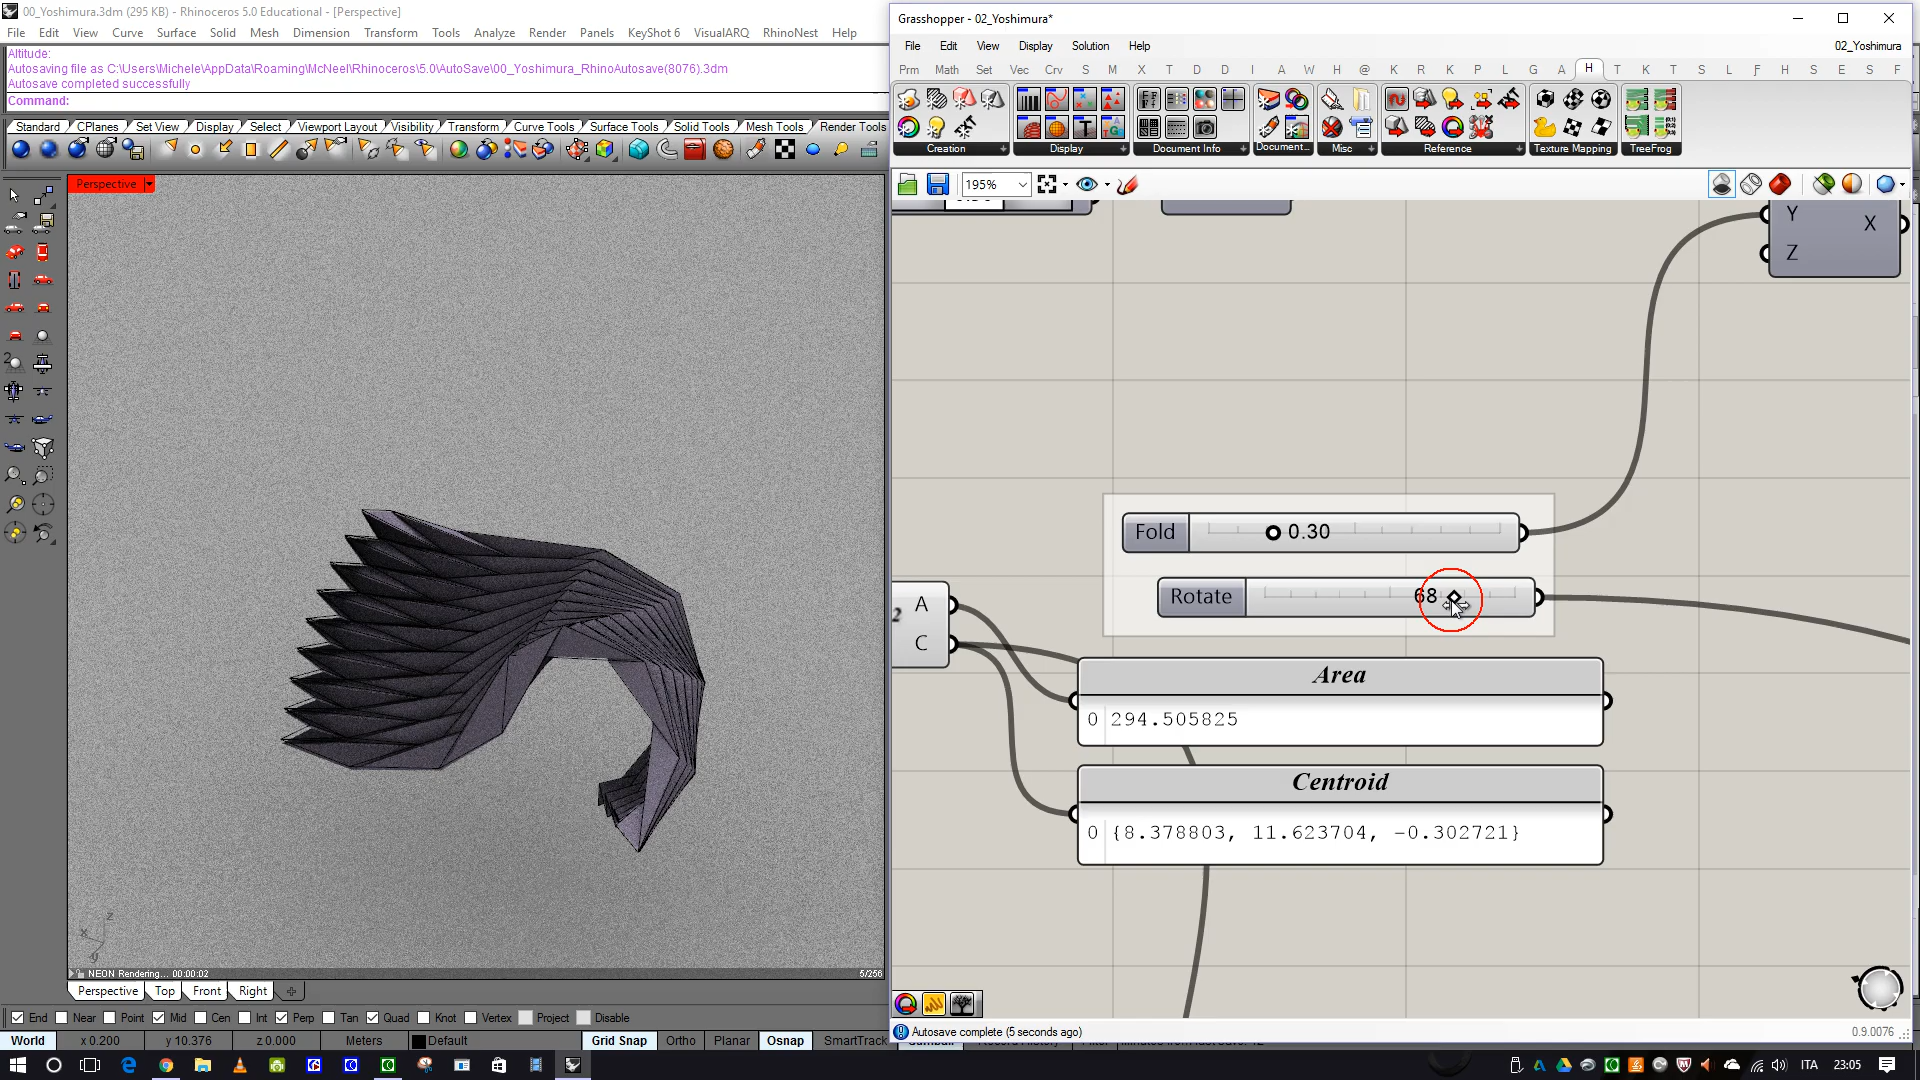 00_Yoshimura.3dm (295 KB) - Rhinoceros 5.0 Educational - [Perspective]
File Edit View Curve Surface Solid Mesh Dimension Transform Tools Analyze Render Panels KeyShot 6 VisualARQ RhinoNest Help
Altitude:
Autosaving file as C:\Users\Michele\AppData\Roaming\McNeel\Rhinoceros\5.0\AutoSave\00_Yoshimura_RhinoAutosave(8076).3dm
Autosave completed successfully
Command:
Standard CPlanes Set View Display Select Viewport Layout Visibility Transform Curve Tools Surface Tools Solid Tools Mesh Tools Render Tools
Perspective
z
x
y
NEON Rendering... 00:00:02
5/256
Perspective Top Front Right
End Near Point Mid Cen Int Perp Tan Quad Knot Vertex Project Disable
World x 0.200 y 10.376 z 0.000 Meters Default Grid Snap Ortho Planar Osnap SmartTrack
Grasshopper - 02_Yoshimura*
File Edit View Display Solution Help
02_Yoshimura
Prm Math Set Vec Crv S M X T D D I A W H @ K R K P L G A H T K T S L F H S E S F
Creation Display Document Info Document... Misc Reference Texture Mapping TreeFrog
195%
Y
X
Z
Fold 0.30
Rotate 68
A
C
Area
0 294.505825
Centroid
0 {8.378803, 11.623704, -0.302721}
Autosave complete (5 seconds ago)
0.9.0076
ITA 23:05